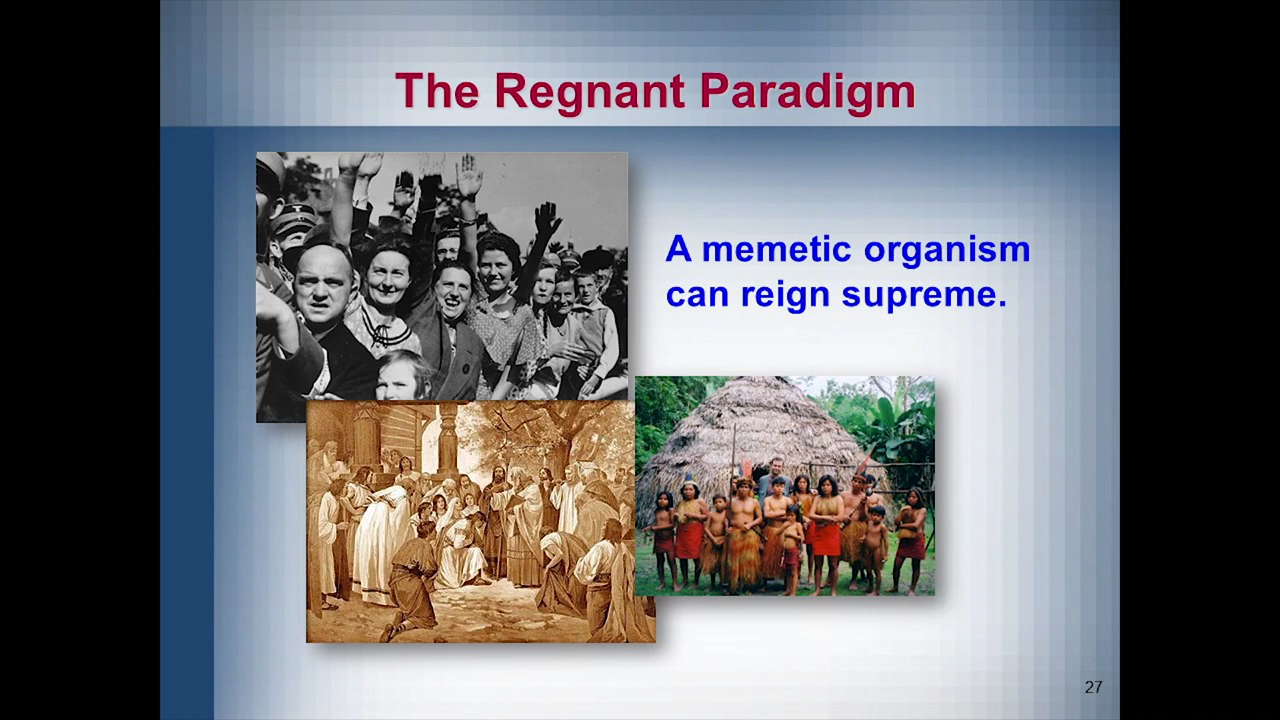 The Regnant Paradigm
A memetic organism
can reign supreme.
27